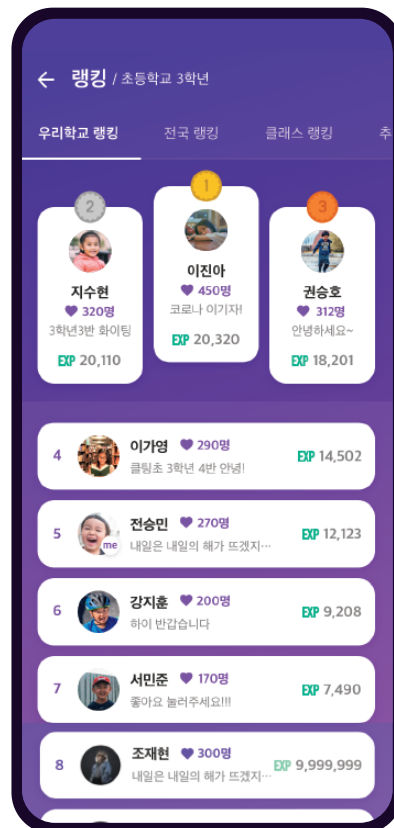 ← 랭킹 / 초등학교 3학년
우리학교 랭킹 전국 랭킹 클래스 랭킹 추
2
지수현
320명
3학년3반 화이팅
EXP 20,110
1
이진아
450명
코로나 이기자!
EXP 20,320
3
권승호
312명
안녕하세요~
EXP 18,201
4 이가영 290명 EXP 14,502
클팅초 3학년 4반 안녕!
5 전승민 270명 EXP 12,123
me 내일은 내일의 해가 뜨겠지···
6 강지훈 200명 EXP 9,208
하이 반갑습니다
7 서민준 170명 EXP 7,490
좋아요 눌러주세요!!!
8 조재현 300명 EXP 9,999,999
내일은 내일의 해가 뜨겠지···